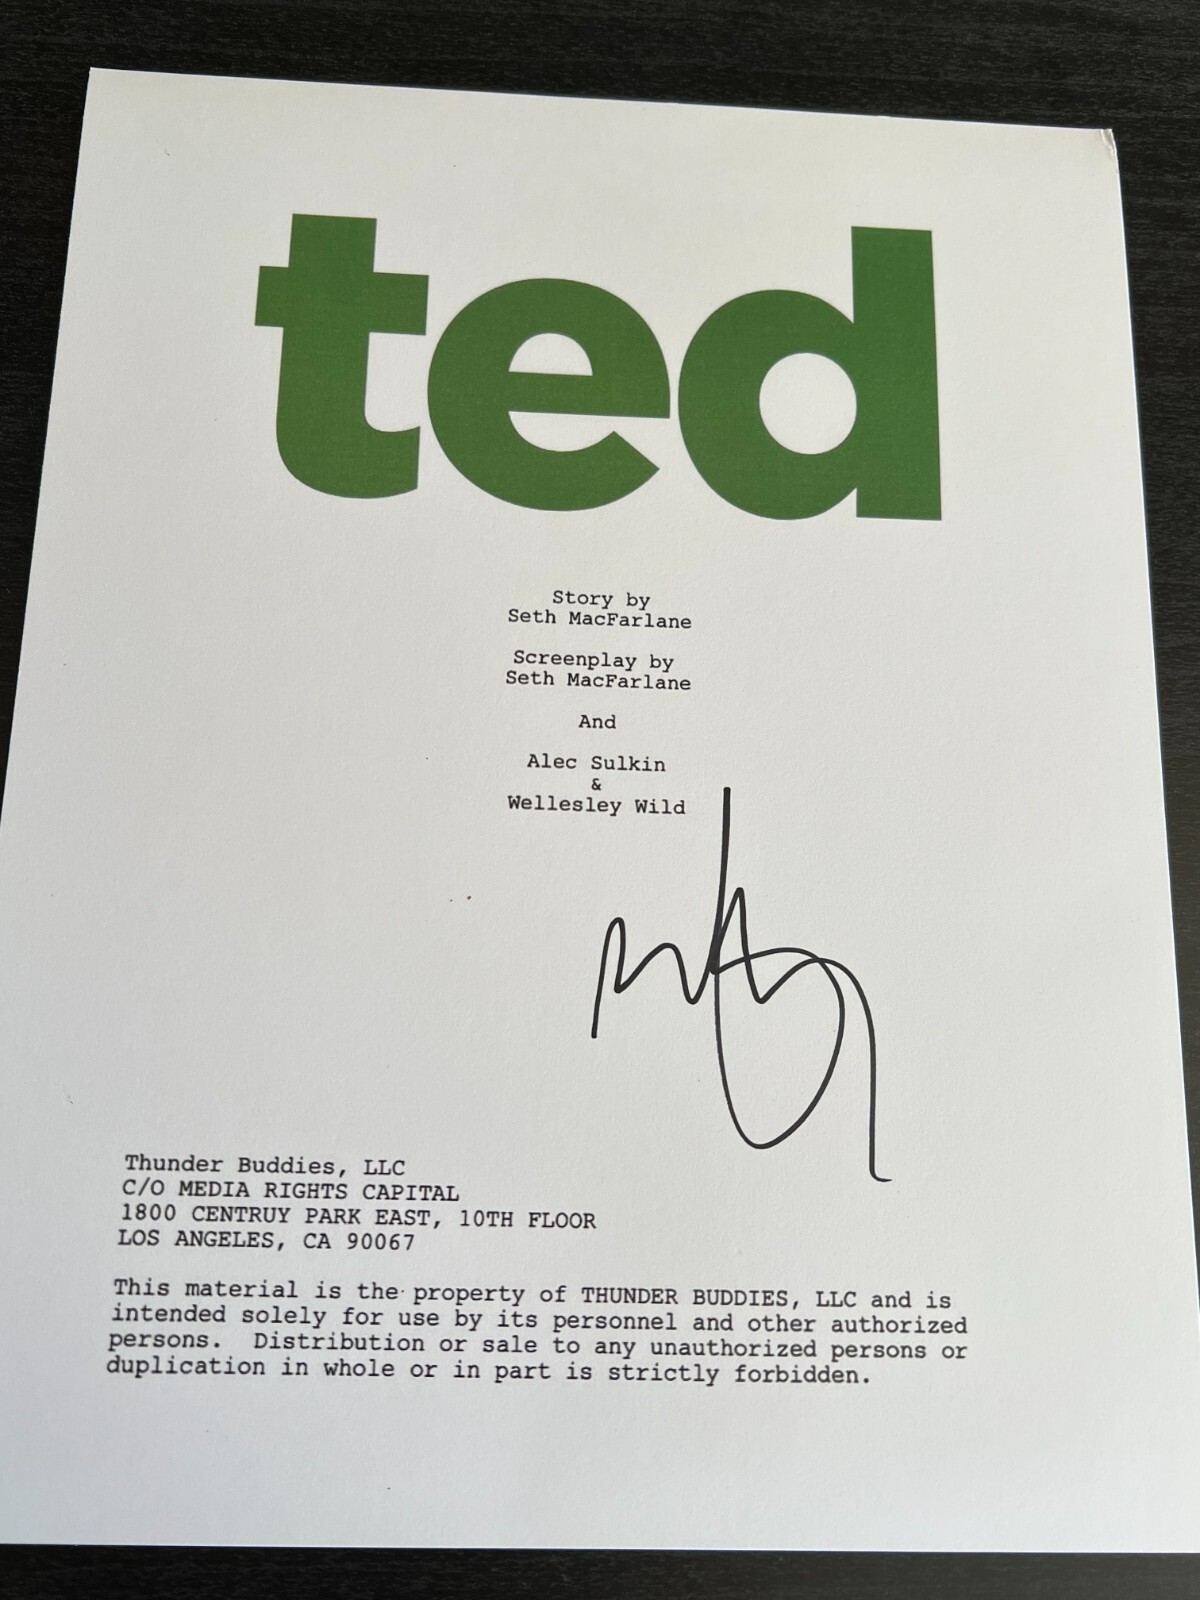 ted
Story by
Seth MacFarlane
Screenplay by
Seth MacFarlane
And
Alec Sulkin
&
Wellesley Wild
Thunder Buddies, LLC
C/O MEDIA RIGHTS CAPITAL
1800 CENTRUY PARK EAST, 10TH FLOOR
LOS ANGELES, CA 90067
This material is the property of THUNDER BUDDIES, LLC and is
intended solely for use by its personnel and other authorized
persons. Distribution or sale to any unauthorized persons or
duplication in whole or in part is strictly forbidden.